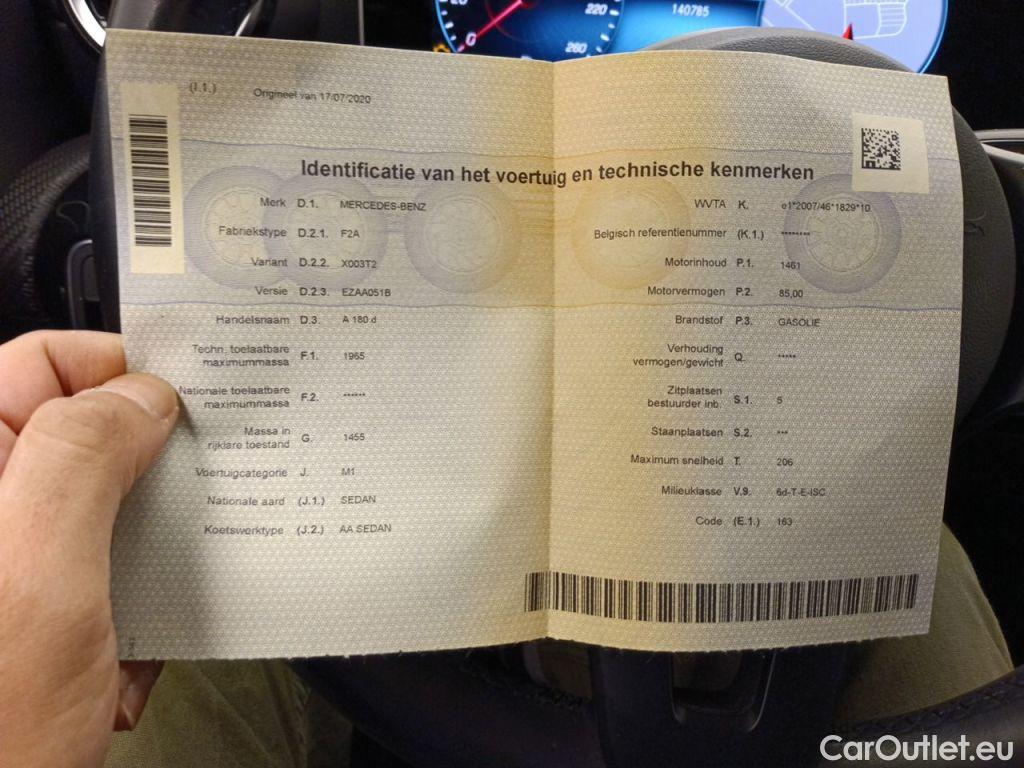 20
0
220
260
140785
(I.1.) Origineel van 17/07/2020
Identificatie van het voertuig en technische kenmerken
Merk D.1. MERCEDES-BENZ
Fabriekstype D.2.1. F2A
Variant D.2.2. X003T2
Versie D.2.3. EZAA051B
Handelsnaam D.3. A 180 d
Techn. toelaatbare
maximummassa F.1. 1965
Nationale toelaatbare
maximummassa F.2. ******
Massa in
rijklare toestand G. 1455
Voertuigcategorie J. M1
Nationale aard (J.1.) SEDAN
Koetswerktype (J.2.) AA SEDAN
WVTA K. e1*2007/46*1829*10
Belgisch referentienummer (K.1.) ********
Motorinhoud P.1. 1461
Motorvermogen P.2. 85,00
Brandstof P.3. GASOLIE
Verhouding
vermogen/gewicht Q. *****
Zitplaatsen
bestuurder inb. S.1. 5
Staanplaatsen S.2. ***
Maximum snelheid T. 206
Milieuklasse V.9. 6d-T-E-ISC
Code (E.1.) 163
CarOutlet.eu